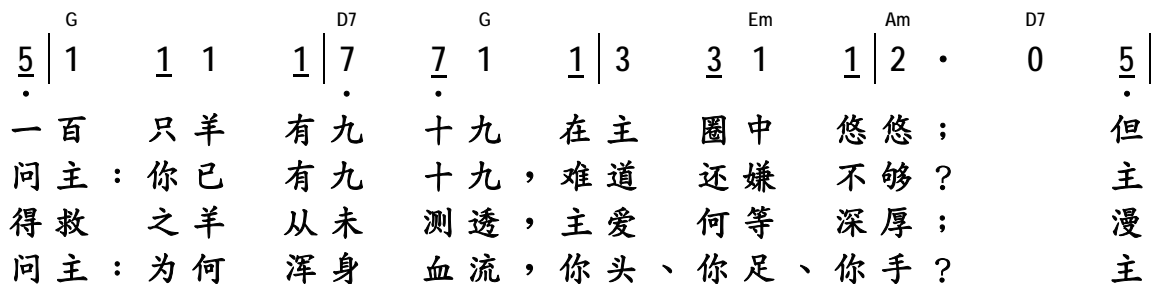 G D7 G Em Am D7
5 | 1 1 1 1 | 7 7 1 1 | 3 3 1 1 | 2 · 0 5 |
一百 只羊 有九 十九 在主 圈中 悠悠； 但
问主：你已 有九 十九，难道 还嫌 不够？ 主
得救 之羊 从未 测透，主爱 何等 深厚； 漫
问主：为何 浑身 血流，你头、你足、你手？ 主